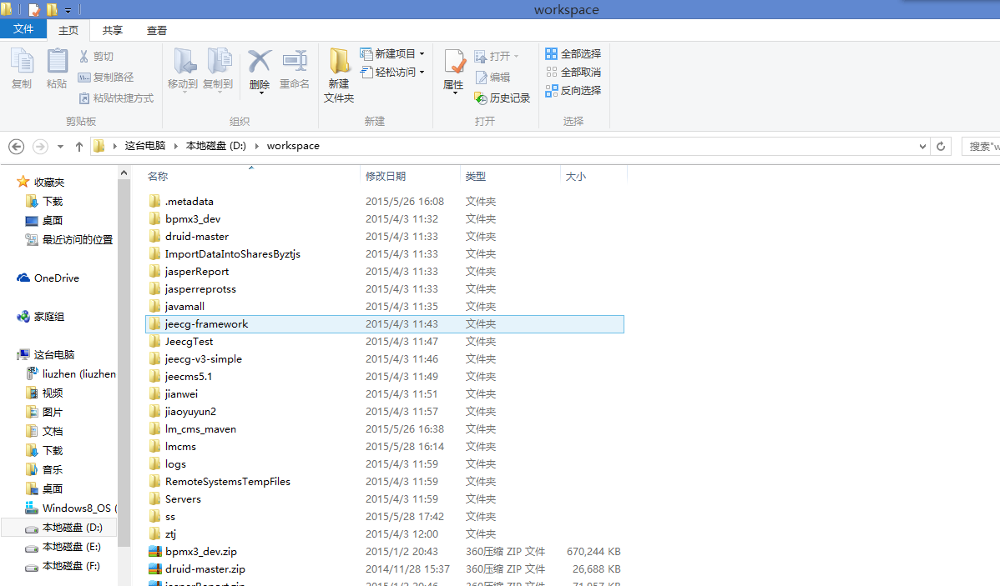 workspace
文件 主页 共享 查看
复制 粘贴 剪切 复制路径 粘贴快捷方式
剪贴板
移动到 复制到 删除 重命名
组织
新建文件夹 新建项目 轻松访问
新建
属性 打开 编辑 历史记录
打开
全部选择 全部取消 反向选择
选择
这台电脑 本地磁盘 (D:) workspace
搜索"w
收藏夹
下载
桌面
最近访问的位置
OneDrive
家庭组
这台电脑
liuzhen (liuzhen
视频
图片
文档
下载
音乐
桌面
Windows8_OS (
本地磁盘 (D:)
本地磁盘 (E:)
本地磁盘 (F:)
名称 修改日期 类型 大小
.metadata 2015/5/26 16:08 文件夹
bpmx3_dev 2015/4/3 11:32 文件夹
druid-master 2015/4/3 11:33 文件夹
ImportDataIntoSharesByztjs 2015/4/3 11:33 文件夹
jasperReport 2015/4/3 11:33 文件夹
jasperreprotss 2015/4/3 11:33 文件夹
javamall 2015/4/3 11:35 文件夹
jeecg-framework 2015/4/3 11:43 文件夹
JeecgTest 2015/4/3 11:47 文件夹
jeecg-v3-simple 2015/4/3 11:46 文件夹
jeecms5.1 2015/4/3 11:49 文件夹
jianwei 2015/4/3 11:51 文件夹
jiaoyuyun2 2015/4/3 11:57 文件夹
lm_cms_maven 2015/5/26 16:38 文件夹
lmcms 2015/5/28 16:14 文件夹
logs 2015/4/3 11:59 文件夹
RemoteSystemsTempFiles 2015/4/3 11:59 文件夹
Servers 2015/4/3 11:59 文件夹
ss 2015/5/28 17:42 文件夹
ztj 2015/4/3 12:00 文件夹
bpmx3_dev.zip 2015/1/2 20:43 360压缩 ZIP 文件 670,244 KB
druid-master.zip 2014/11/28 15:37 360压缩 ZIP 文件 26,688 KB
jasperReport.zip 2015/1/2 20:46 360压缩 ZIP 文件 71,957 KB